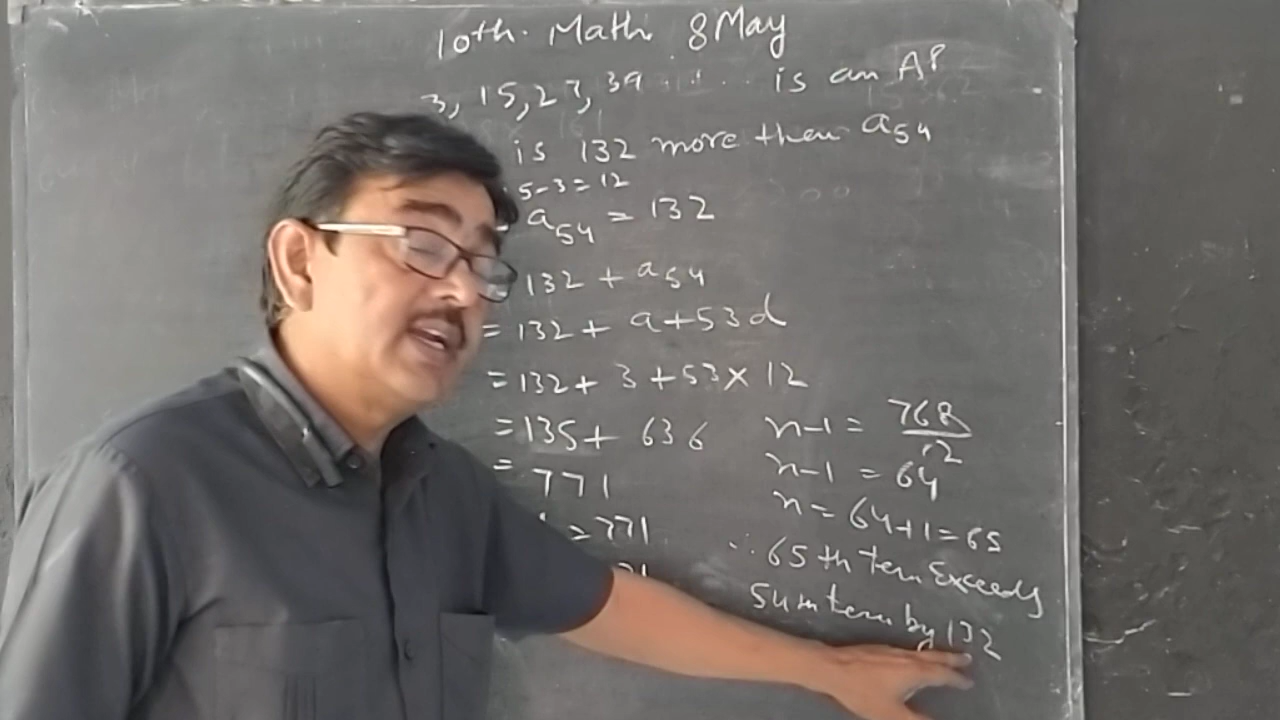 10th. Math. 8 May
3, 15, 27, 39 ... is an AP
is 132 more than a54
5-3=12
a54 = 132
132 + a54
= 132 + a + 53d
= 132 + 3 + 53 × 12
= 135 + 636
= 771
= 771
n-1 = 768/12
n-1 = 64
n = 64+1 = 65
∴ 65th term Exceeds
54th term by 132